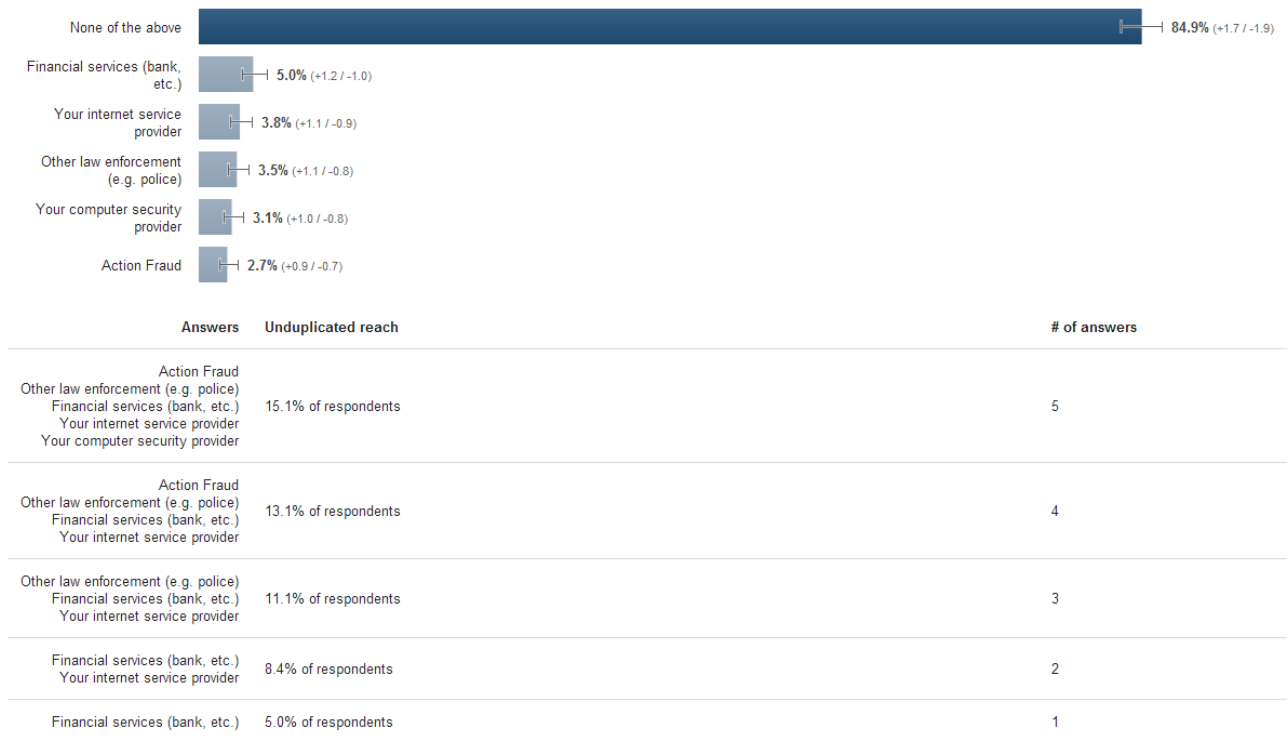 None of the above
84.9% (+1.7 / -1.9)
Financial services (bank,
etc.)
5.0% (+1.2 / -1.0)
Your internet service
provider
3.8% (+1.1 / -0.9)
Other law enforcement
(e.g. police)
3.5% (+1.1 / -0.8)
Your computer security
provider
3.1% (+1.0 / -0.8)
Action Fraud
2.7% (+0.9 / -0.7)
Answers Unduplicated reach # of answers
Action Fraud
Other law enforcement (e.g. police)
Financial services (bank, etc.) 15.1% of respondents 5
Your internet service provider
Your computer security provider
Action Fraud
Other law enforcement (e.g. police)
Financial services (bank, etc.) 13.1% of respondents 4
Your internet service provider
Other law enforcement (e.g. police)
Financial services (bank, etc.) 11.1% of respondents 3
Your internet service provider
Financial services (bank, etc.) 8.4% of respondents 2
Your internet service provider
Financial services (bank, etc.) 5.0% of respondents 1